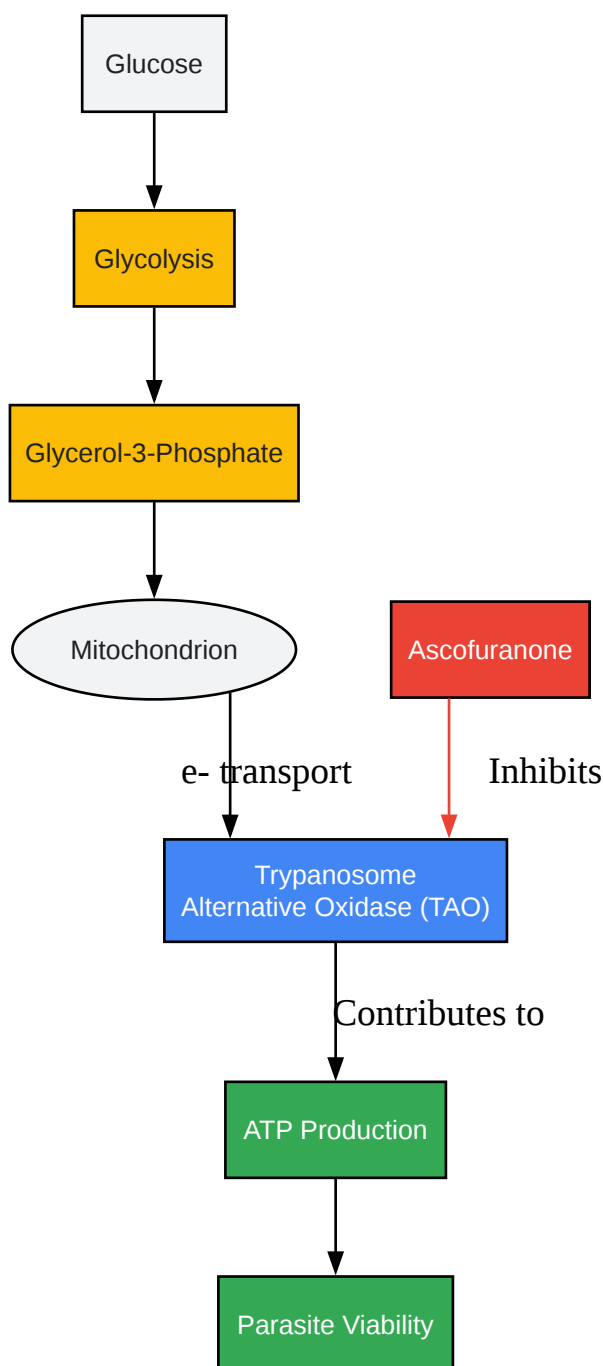 Glucose
Glycolysis
Glycerol-3-Phosphate
Mitochondrion
Ascofuranone
e- transport
Inhibits
Trypanosome
Alternative Oxidase (TAO)
Contributes to
ATP Production
Parasite Viability